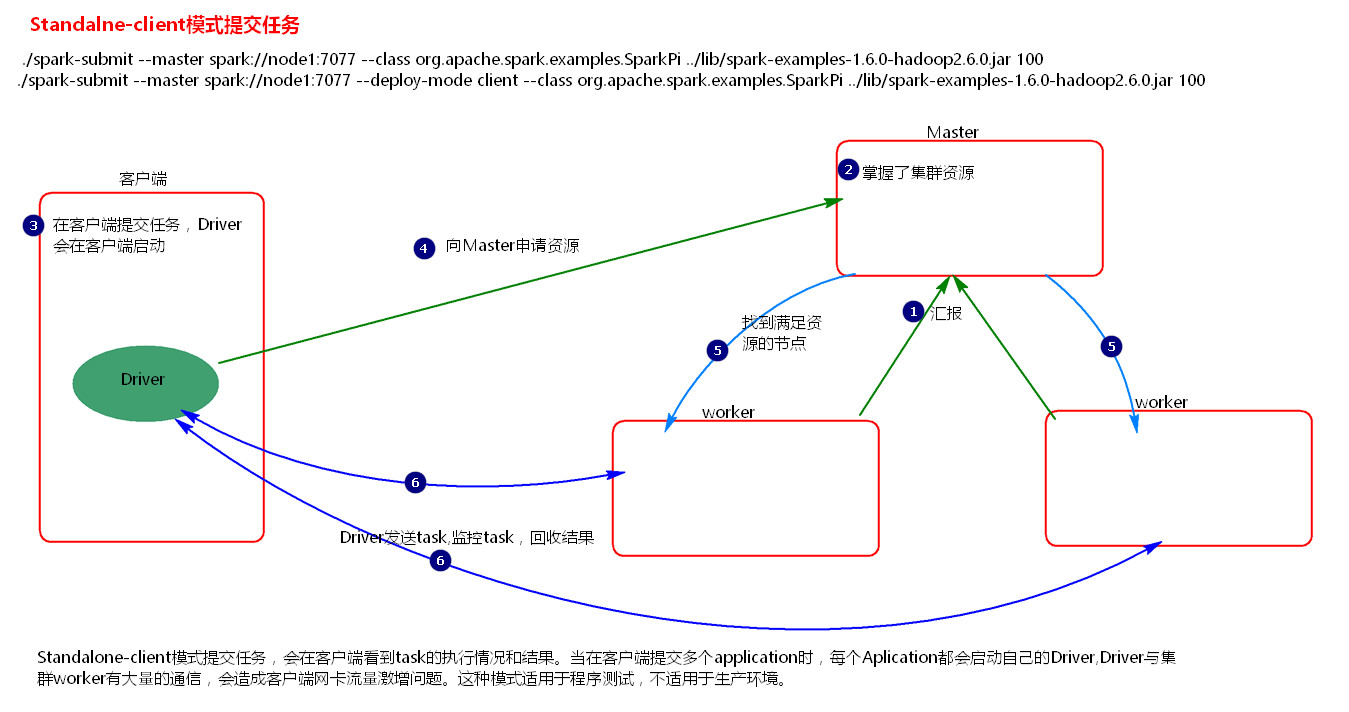 Standalne-client模式提交任务
./spark-submit --master spark://node1:7077 --class org.apache.spark.examples.SparkPi ../lib/spark-examples-1.6.0-hadoop2.6.0.jar 100
./spark-submit --master spark://node1:7077 --deploy-mode client --class org.apache.spark.examples.SparkPi ../lib/spark-examples-1.6.0-hadoop2.6.0.jar 100
Master
2 掌握了集群资源
客户端
3 在客户端提交任务，Driver
会在客户端启动
4 向Master申请资源
1 汇报
找到满足资
源的节点
5
5
Driver
worker
worker
6
Driver发送task,监控task，回收结果
6
Standalone-client模式提交任务，会在客户端看到task的执行情况和结果。当在客户端提交多个application时，每个Aplication都会启动自己的Driver,Driver与集
群worker有大量的通信，会造成客户端网卡流量激增问题。这种模式适用于程序测试，不适用于生产环境。